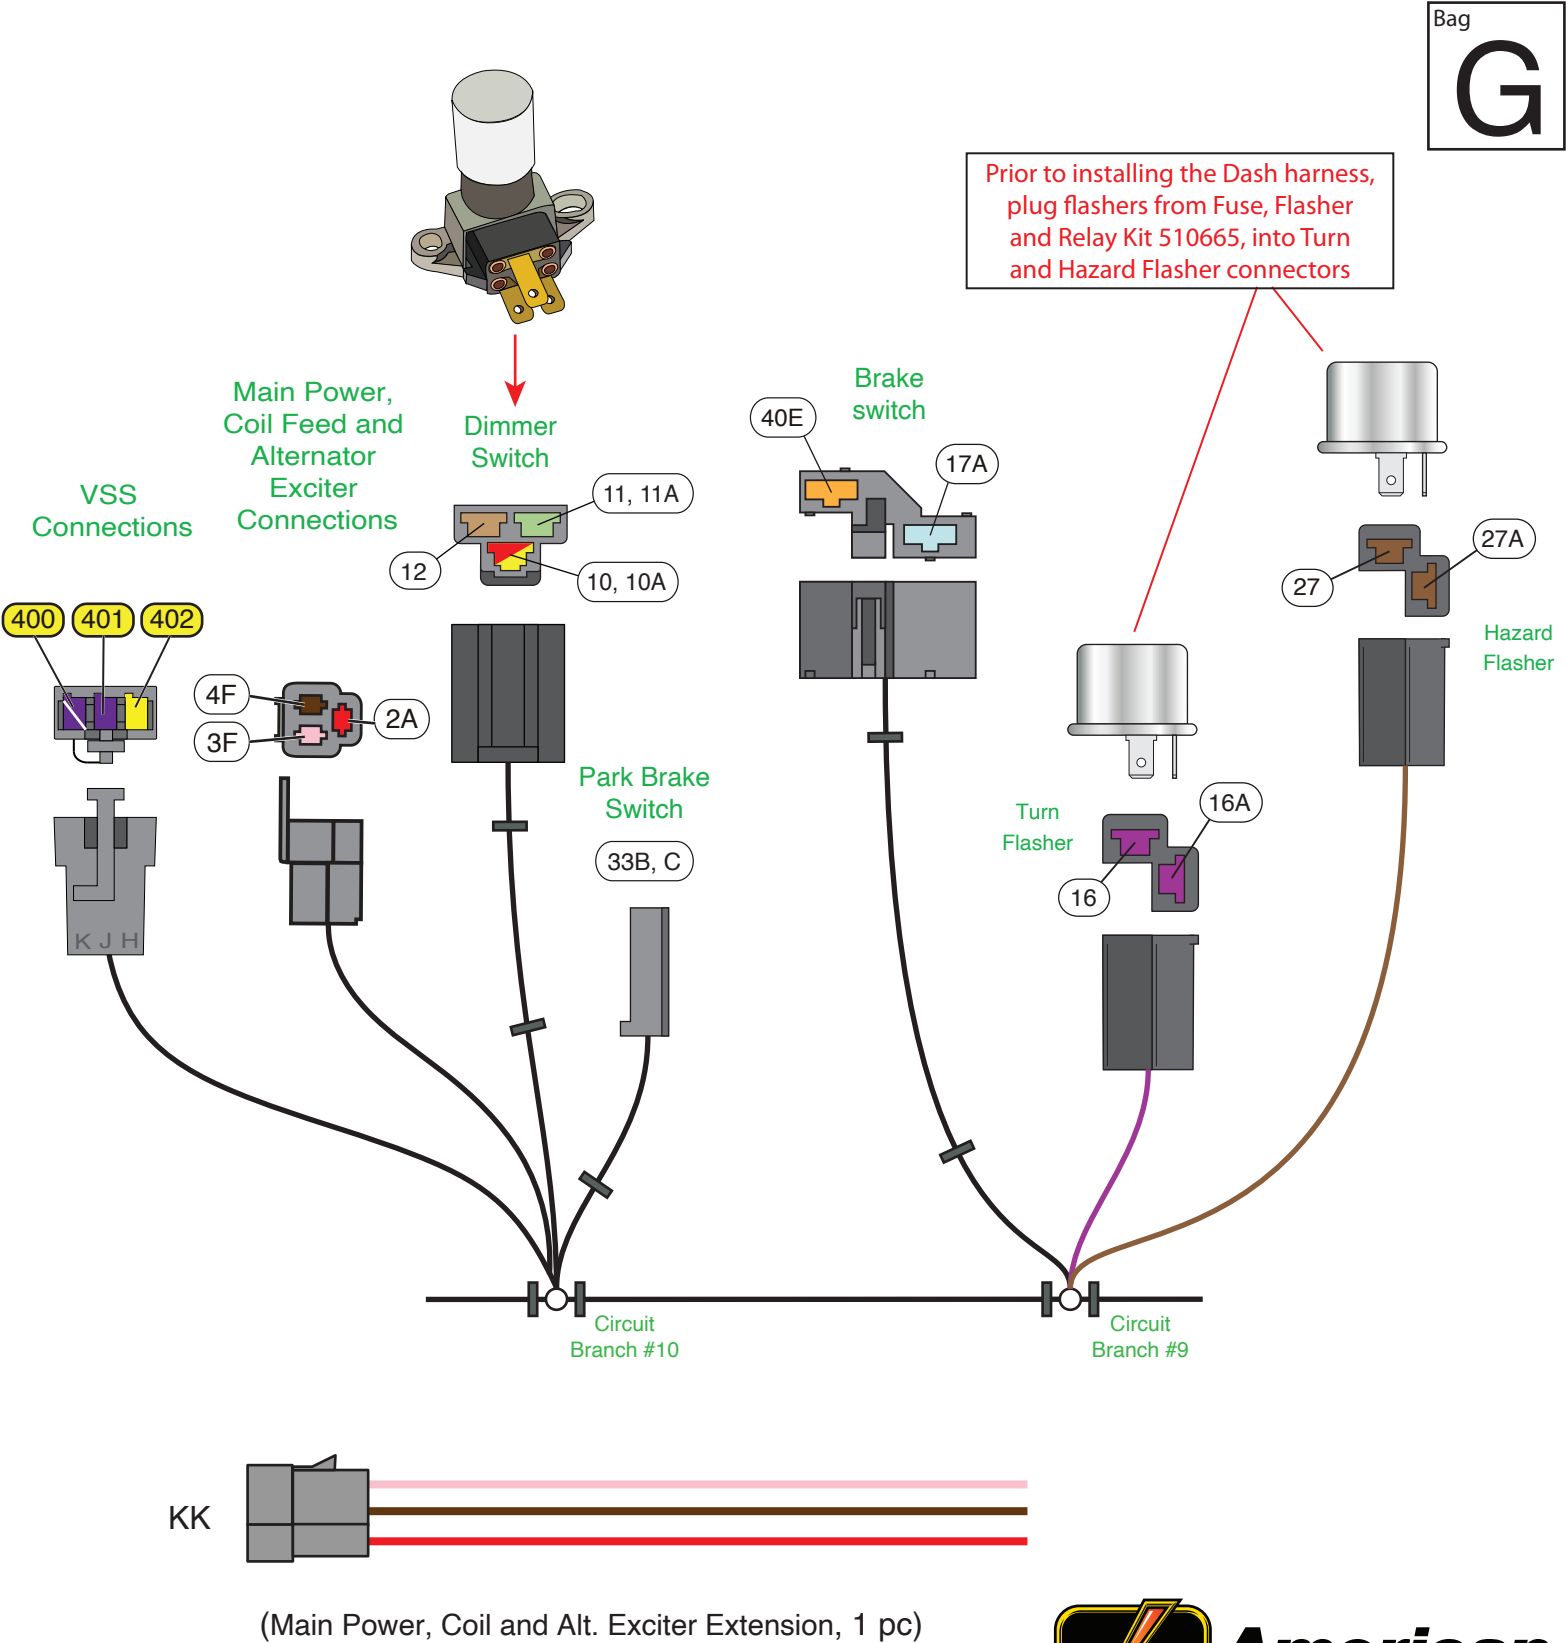 Bag
G
Prior to installing the Dash harness,
plug flashers from Fuse, Flasher
and Relay Kit 510665, into Turn
and Hazard Flasher connectors
Main Power,
Coil Feed and
Alternator
Exciter
Connections
Dimmer
Switch
Brake
switch
VSS
Connections
40E
17A
11, 11A
12
10, 10A
27A
27
Hazard
Flasher
400
401
402
4F
3F
2A
Park Brake
Switch
33B, C
Turn
Flasher
16A
16
K J H
Circuit
Branch #10
Circuit
Branch #9
KK
(Main Power, Coil and Alt. Exciter Extension, 1 pc)
American